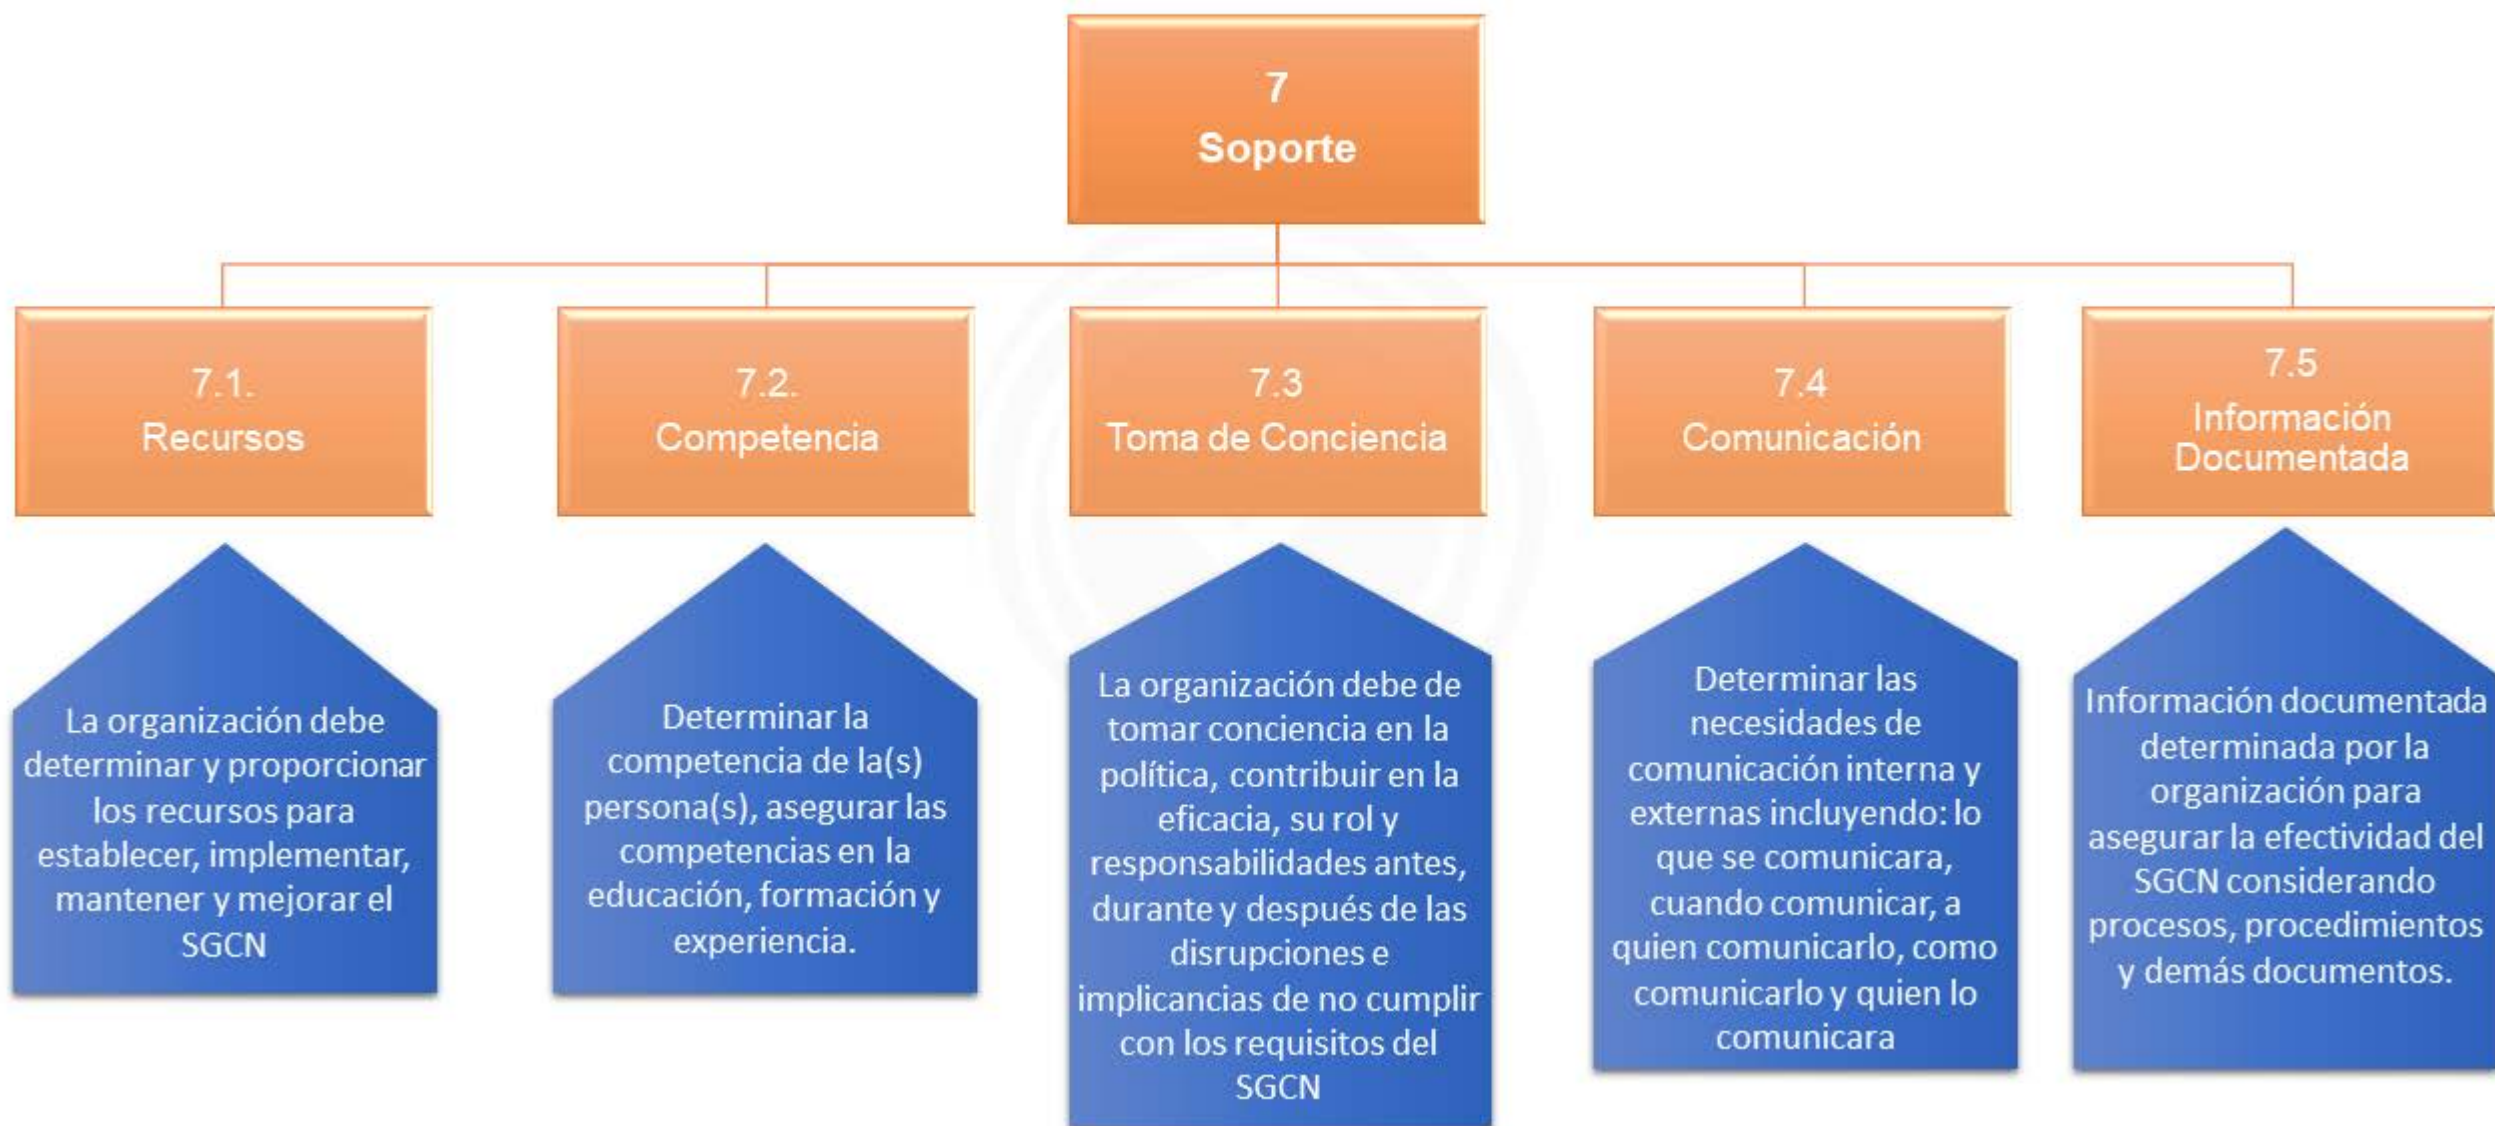 7
Soporte
7.1.
Recursos
7.2.
Competencia
7.3
Toma de Conciencia
7.4
Comunicación
7.5
Información
Documentada
La organización debe
determinar y proporcionar
los recursos para
establecer, implementar,
mantener y mejorar el
SGCN
Determinar la
competencia de la(s)
persona(s), asegurar las
competencias en la
educación, formación y
experiencia.
La organización debe de
tomar conciencia en la
política, contribuir en la
eficacia, su rol y
responsabilidades antes,
durante y después de las
disrupciones e
implicancias de no cumplir
con los requisitos del
SGCN
Determinar las
necesidades de
comunicación interna y
externas incluyendo: lo
que se comunicara,
cuando comunicar, a
quien comunicarlo, como
comunicarlo y quien lo
comunicara
Información documentada
determinada por la
organización para
asegurar la efectividad del
SGCN considerando
procesos, procedimientos
y demás documentos.